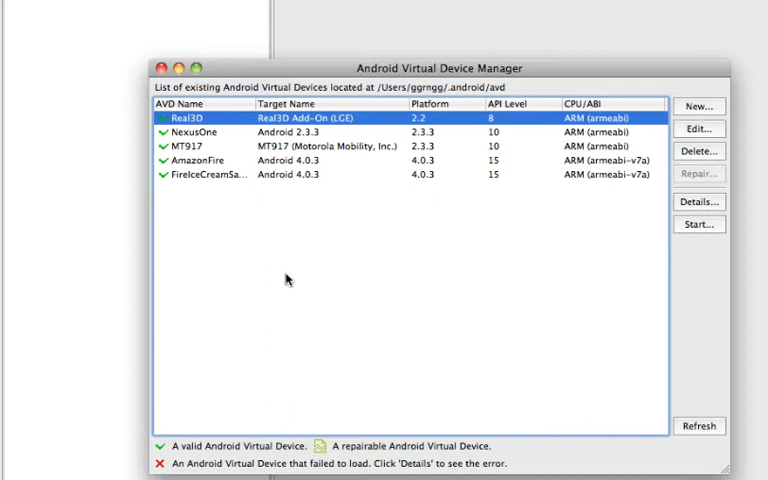 Android Virtual Device Manager
List of existing Android Virtual Devices located at /Users/ggrngg/.android/avd
AVD Name Target Name Platform API Level CPU/ABI
Real3D Real3D Add-On (LGE) 2.2 8 ARM (armeabi)
NexusOne Android 2.3.3 2.3.3 10 ARM (armeabi)
MT917 MT917 (Motorola Mobility, Inc.) 2.3.3 10 ARM (armeabi)
AmazonFire Android 4.0.3 4.0.3 15 ARM (armeabi-v7a)
FireIceCreamSa... Android 4.0.3 4.0.3 15 ARM (armeabi-v7a)
New...
Edit...
Delete...
Repair...
Details...
Start...
Refresh
A valid Android Virtual Device. A repairable Android Virtual Device.
An Android Virtual Device that failed to load. Click 'Details' to see the error.